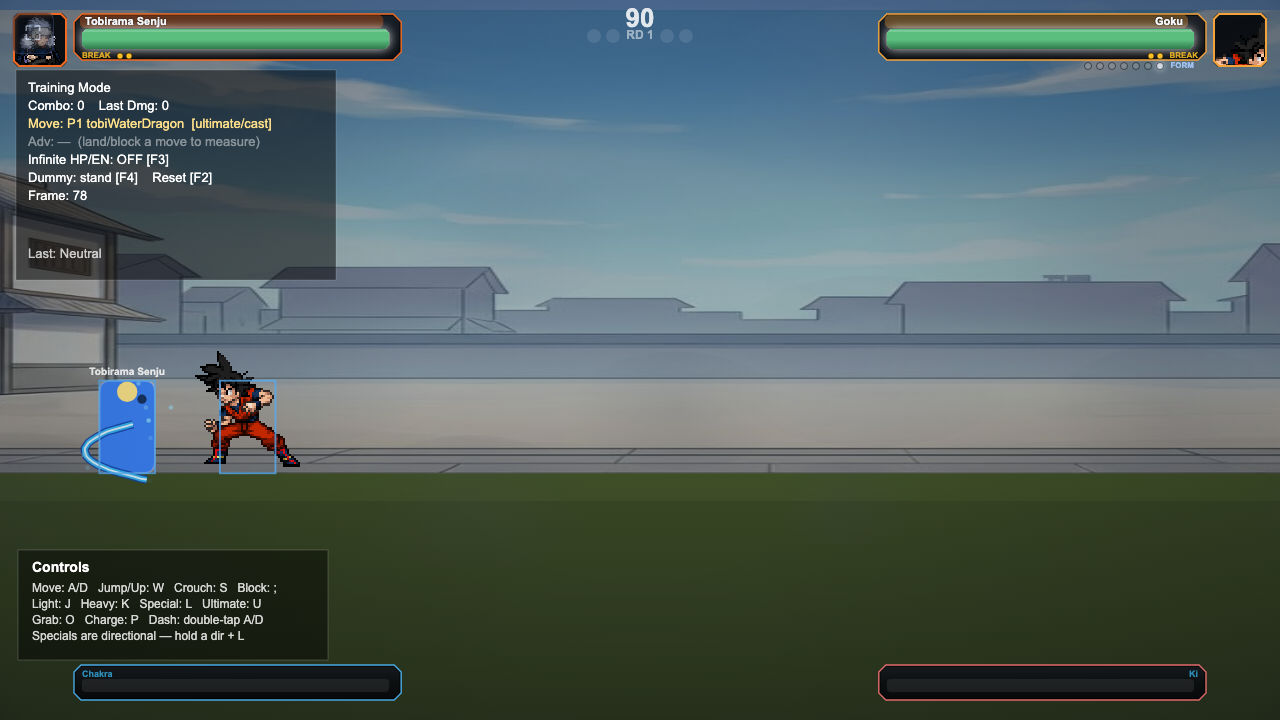 Tobirama Senju
BREAK
90
RD 1
Goku
BREAK
FORM
Training Mode
Combo: 0    Last Dmg: 0
Move: P1 tobiWaterDragon  [ultimate/cast]
Adv: —  (land/block a move to measure)
Infinite HP/EN: OFF [F3]
Dummy: stand [F4]    Reset [F2]
Frame: 78
Last: Neutral
Tobirama Senju
Controls
Move: A/D   Jump/Up: W   Crouch: S   Block: ;
Light: J   Heavy: K   Special: L   Ultimate: U
Grab: O   Charge: P   Dash: double-tap A/D
Specials are directional — hold a dir + L
Chakra
Ki